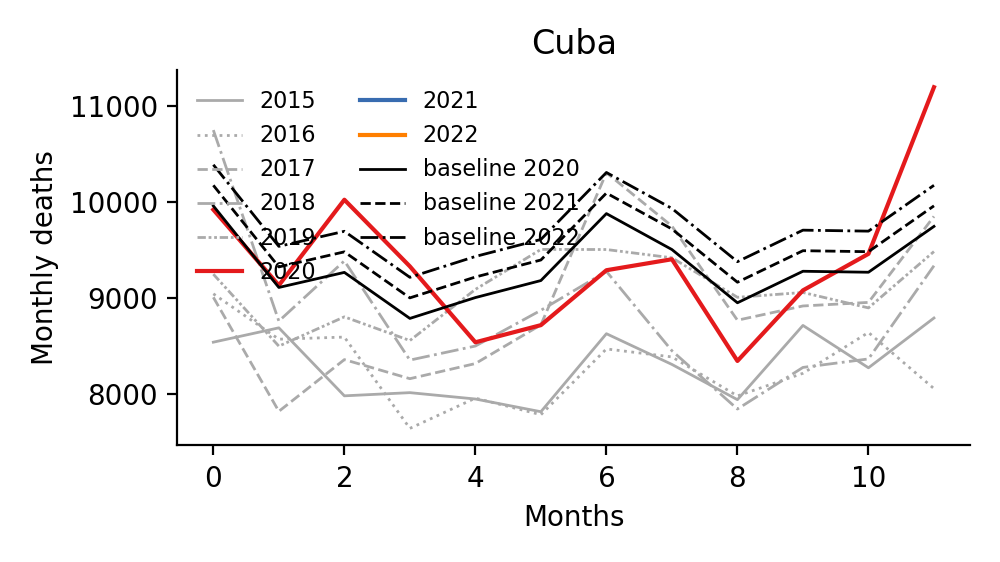 Cuba
Monthly deaths
11000
10000
9000
8000
2015
2016
2017
2018
2019
2020
2021
2022
baseline 2020
baseline 2021
baseline 2022
0 2 4 6 8 10
Months